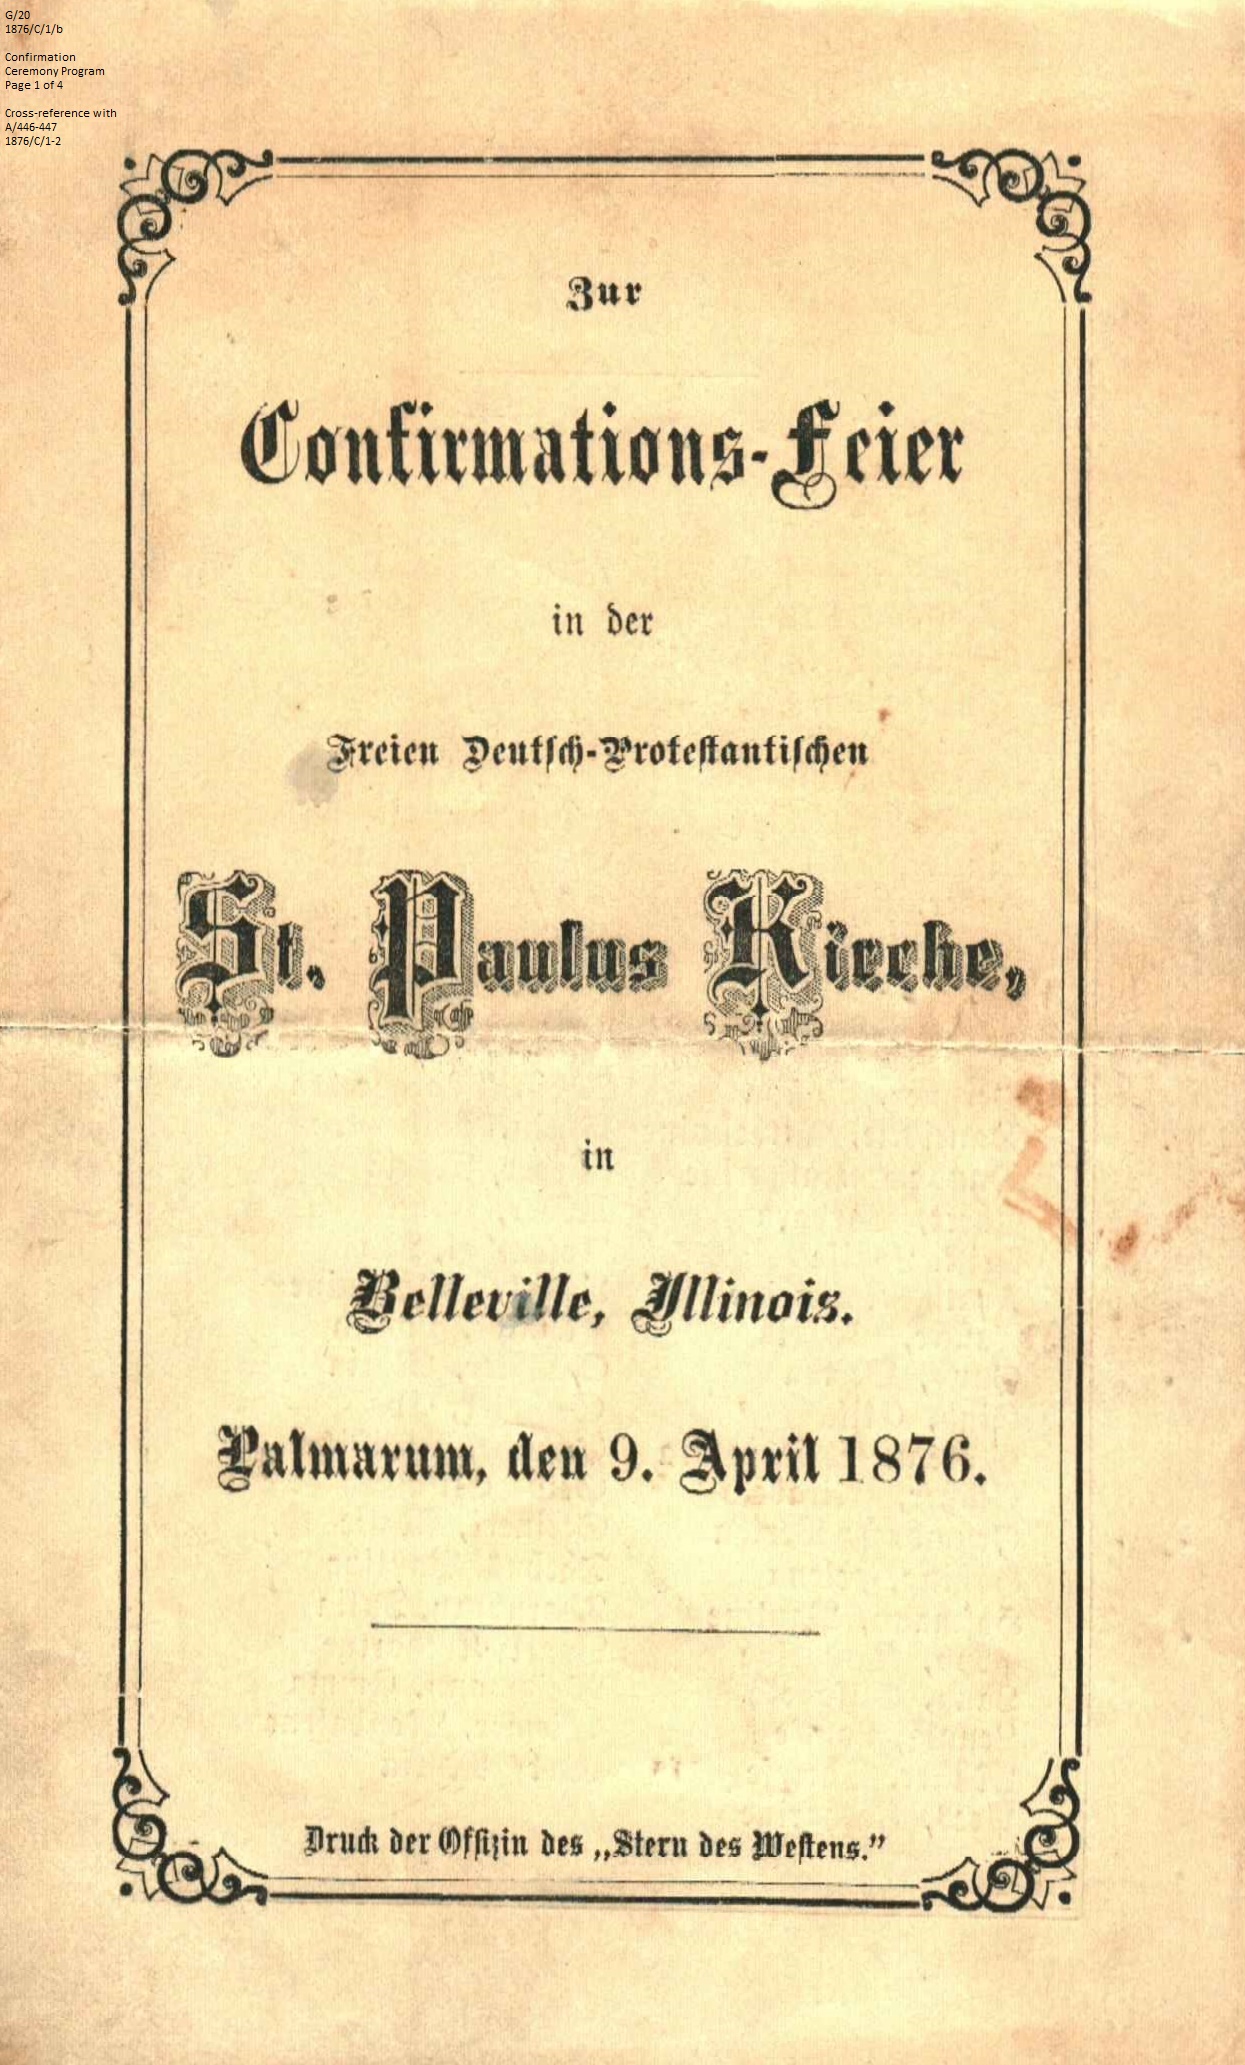 G/20
1876/C/1/b
Confirmation
Ceremony Program
Page 1 of 4
Cross-reference with
A/446-447
1876/C/1-2
Zur
Confirmations-Feier
in der
Freien Deutsch-Protestantischen
St. Paulus Kirche,
in
Belleville, Illinois.
Palmarum, den 9. April 1876.
Druck der Offizin des „Stern des Westens.”